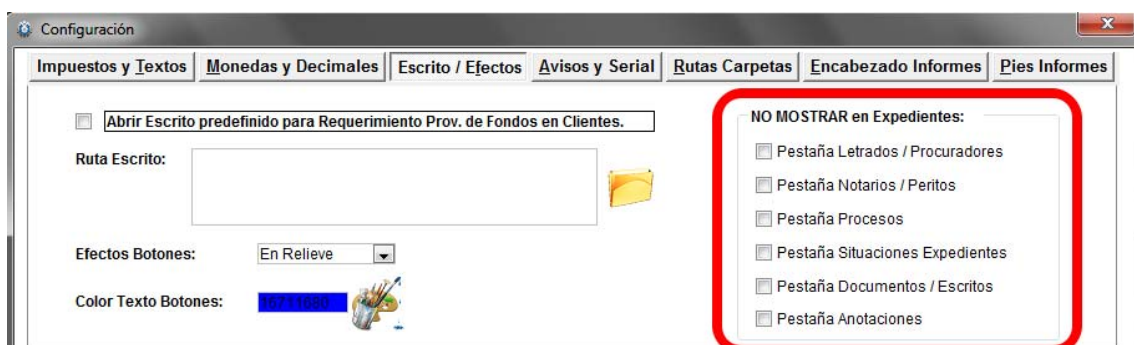 Configuración
X
Impuestos y Textos Monedas y Decimales Escrito / Efectos Avisos y Serial Rutas Carpetas Encabezado Informes Pies Informes
Abrir Escrito predefinido para Requerimiento Prov. de Fondos en Clientes.
Ruta Escrito:
Efectos Botones: En Relieve
Color Texto Botones: 16711680
NO MOSTRAR en Expedientes:
Pestaña Letrados / Procuradores
Pestaña Notarios / Peritos
Pestaña Procesos
Pestaña Situaciones Expedientes
Pestaña Documentos / Escritos
Pestaña Anotaciones